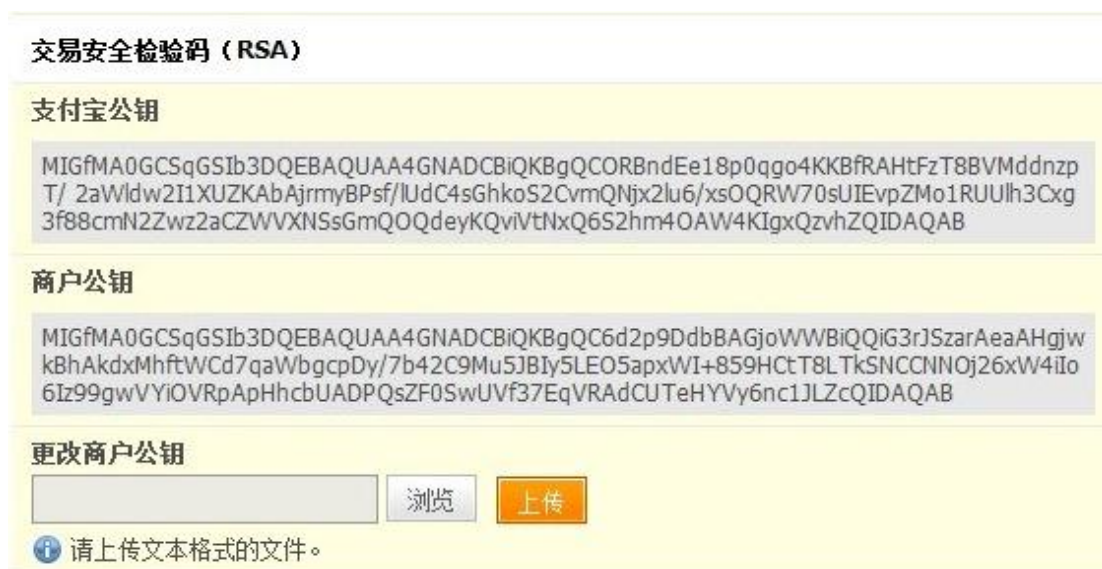 交易安全检验码（RSA）
支付宝公钥
MIGfMA0GCSqGSIb3DQEBAQUAA4GNADCBiQKBgQCORBndEe18p0qgo4KKBfRAHtFzT8BVMddnzp
T/ 2aWldw2I1XUZKAbAjrmyBPsf/lUdC4sGhkoS2CvmQNjx2lu6/xsOQRW70sUIEvpZMo1RUUlh3Cxg
3f88cmN2Zwz2aCZWVXNSsGmQOQdeyKQviVtNxQ6S2hm4OAW4KIgxQzvhZQIDAQAB
商户公钥
MIGfMA0GCSqGSIb3DQEBAQUAA4GNADCBiQKBgQC6d2p9DdbBAGjoWWBiQQiG3rJSzarAeaAHgjw
kBhAkdxMhftWCd7qaWbgcpDy/7b42C9Mu5JBIy5LEO5apxWI+859HCtT8LTkSNCCNNOj26xW4iIo
6Iz99gwVYiOVRpApHhcbUADPQsZF0SwUVf37EqVRAdCUTeHYVy6nc1JLZcQIDAQAB
更改商户公钥
浏览 上传
请上传文本格式的文件。